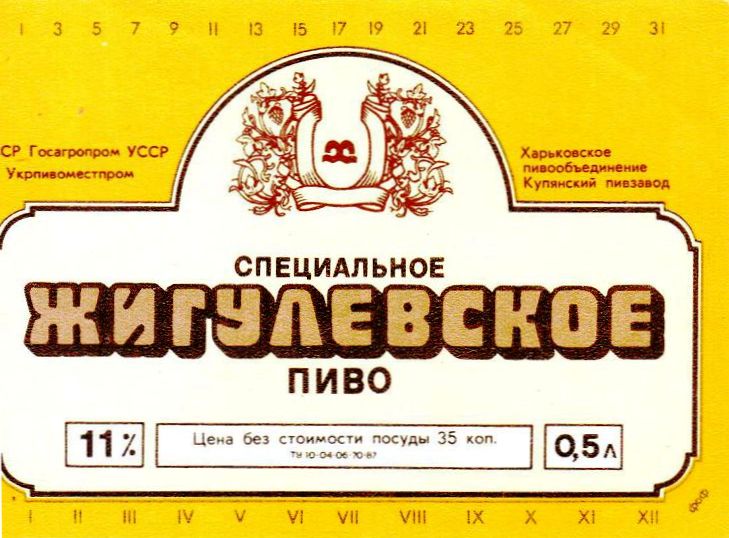 1 3 5 7 9 11 13 15 17 19 21 23 25 27 29 31
СР Госагропром УССР
Укрпивоместпром
Харьковское
пивообъединение
Купянский пивзавод
СПЕЦИАЛЬНОЕ
ЖИГУЛЕВСКОЕ
ПИВО
11%
Цена без стоимости посуды 35 коп.
ТУ 10-04-06-70-87
0,5л
I II III IV V VI VII VIII IX X XI XII